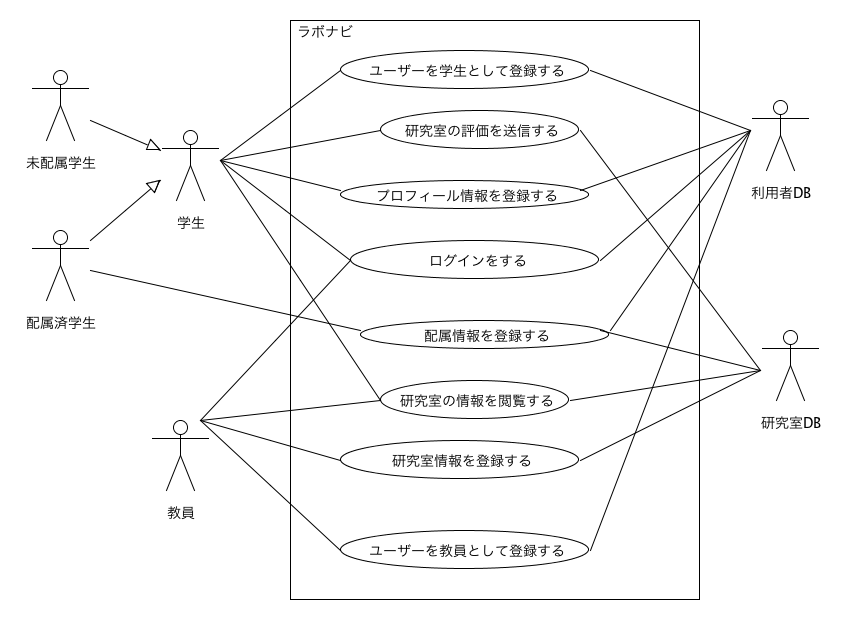 ラボナビ
ユーザーを学生として登録する
研究室の評価を送信する
未配属学生
プロフィール情報を登録する
利用者DB
学生
ログインをする
配属済学生
配属情報を登録する
研究室の情報を閲覧する
研究室DB
研究室情報を登録する
教員
ユーザーを教員として登録する